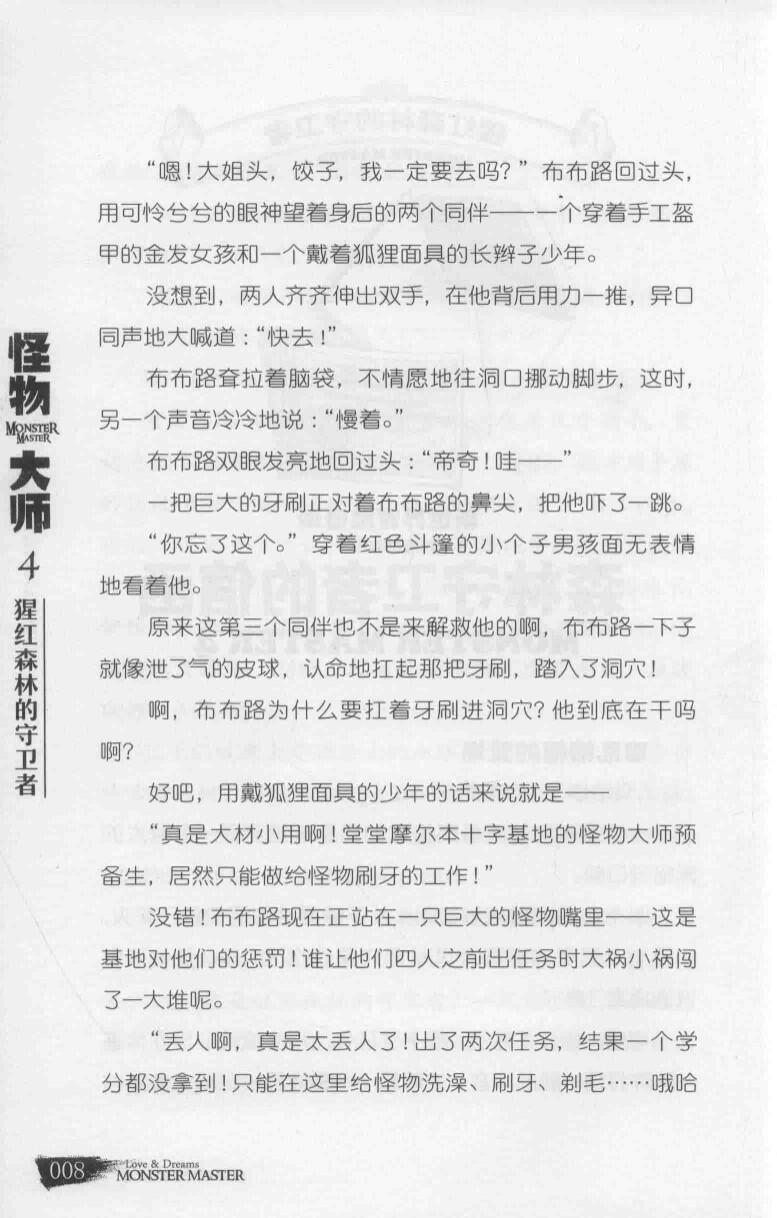 “嗯！大姐头，饺子，我一定要去吗？”布布路回过头，
用可怜兮兮的眼神望着身后的两个同伴——一个穿着手工盔
甲的金发女孩和一个戴着狐狸面具的长辫子少年。
没想到，两人齐齐伸出双手，在他背后用力一推，异口
同声地大喊道：“快去！”
布布路耷拉着脑袋，不情愿地往洞口挪动脚步，这时，
另一个声音冷冷地说：“慢着。”
布布路双眼发亮地回过头：“帝奇！哇——”
一把巨大的牙刷正对着布布路的鼻尖，把他吓了一跳。
“你忘了这个。”穿着红色斗篷的小个子男孩面无表情
地看着他。
原来这第三个同伴也不是来解救他的啊，布布路一下子
就像泄了气的皮球，认命地扛起那把牙刷，踏入了洞穴！
啊，布布路为什么要扛着牙刷进洞穴？他到底在干吗
啊？
好吧，用戴狐狸面具的少年的话来说就是——
“真是大材小用啊！堂堂摩尔本十字基地的怪物大师预
备生，居然只能做给怪物刷牙的工作！”
没错！布布路现在正站在一只巨大的怪物嘴里——这是
基地对他们的惩罚！谁让他们四人之前出任务时大祸小祸闯
了一大堆呢。
“丢人啊，真是太丢人了！出了两次任务，结果一个学
分都没拿到！只能在这里给怪物洗澡、刷牙、剃毛……哦哈
怪物
MONSTER
MASTER
大师
4
猩红森林的守卫者
008
Love & Dreams
MONSTER MASTER